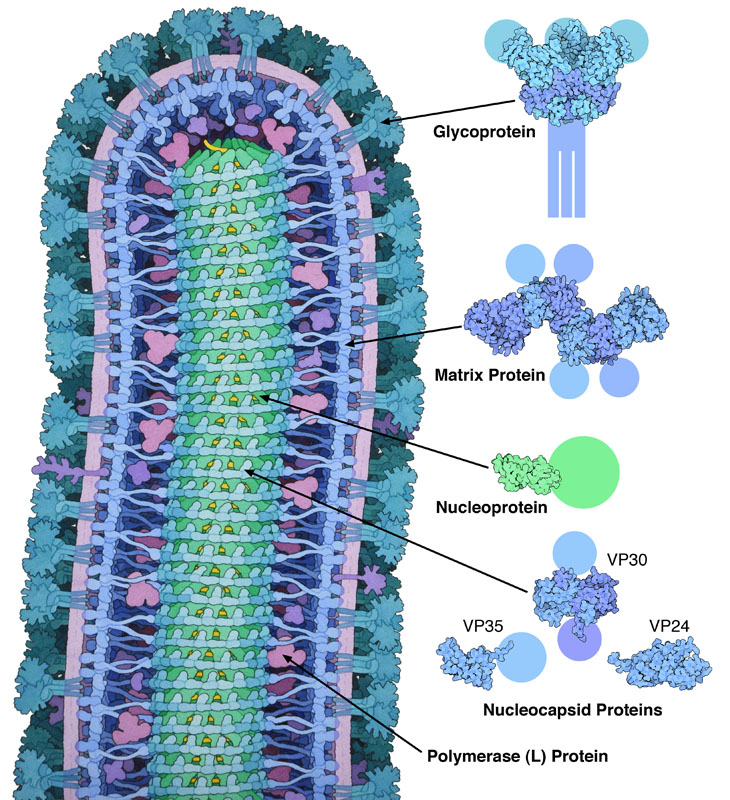 Glycoprotein
Matrix Protein
Nucleoprotein
VP30
VP35
VP24
Nucleocapsid Proteins
Polymerase (L) Protein